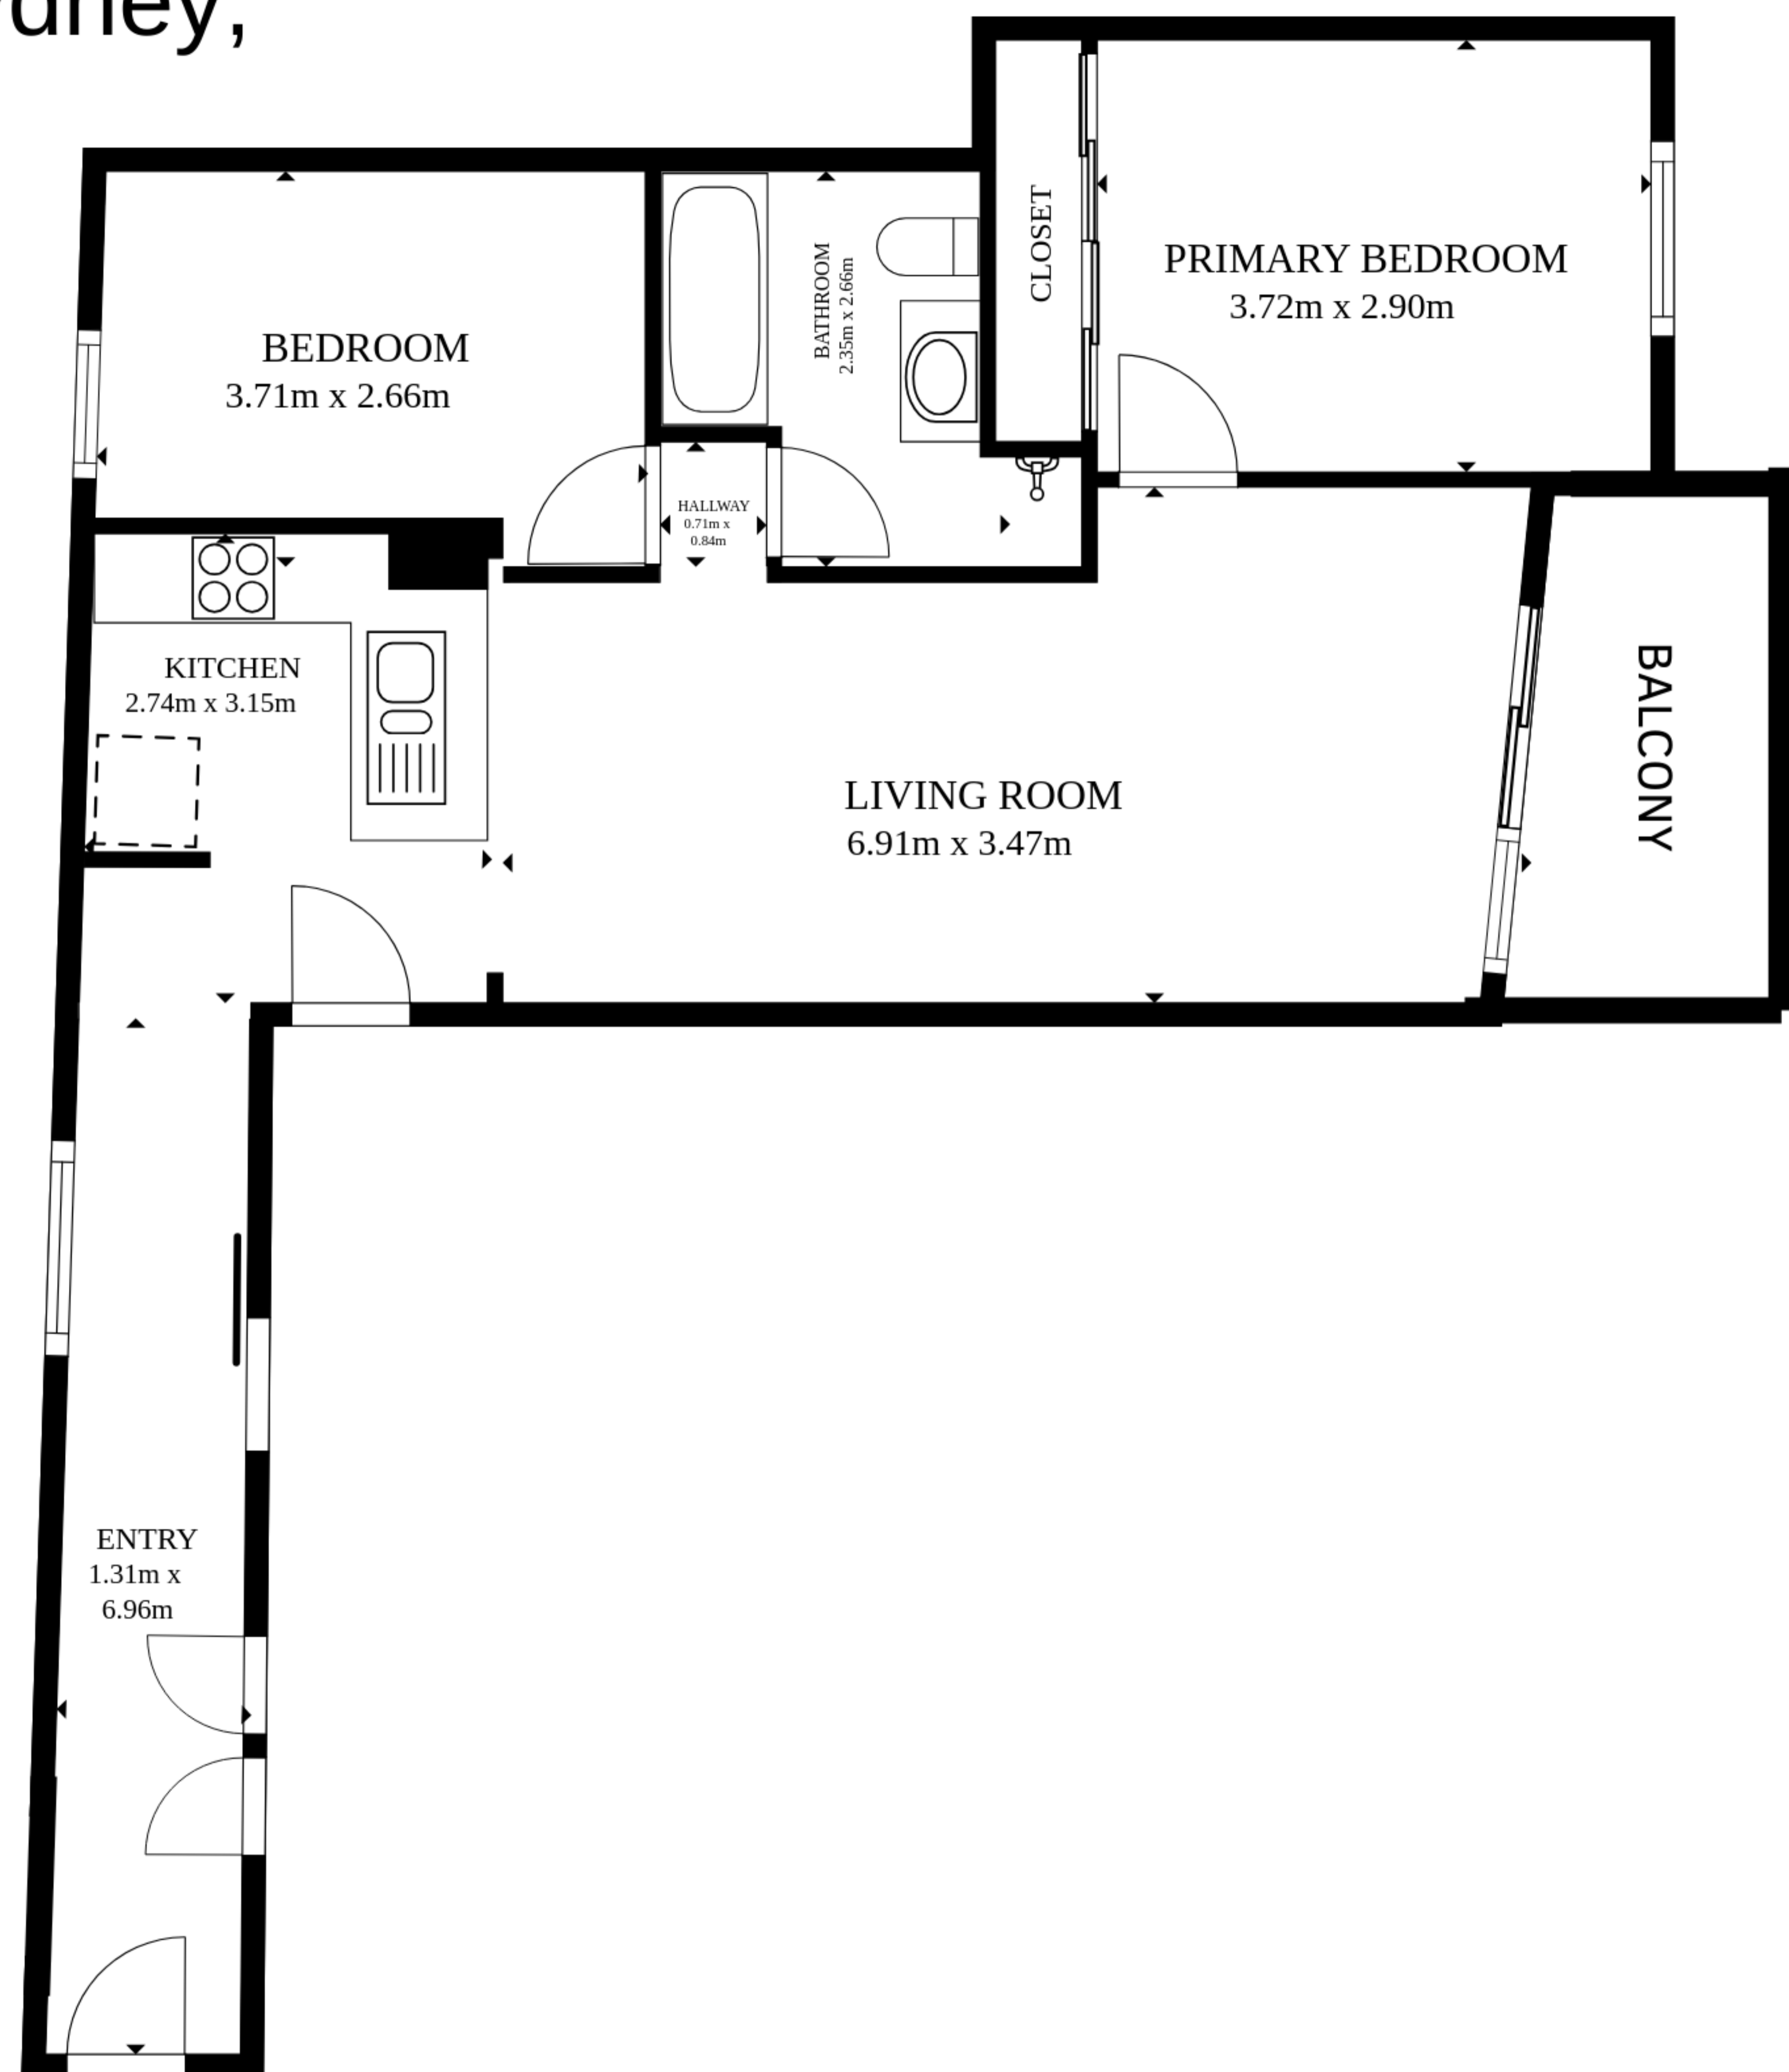 PRIMARY BEDROOM
3.72m x 2.90m
CLOSET
BATHROOM
2.35m x 2.66m
BEDROOM
3.71m x 2.66m
HALLWAY
0.71m x
0.84m
KITCHEN
2.74m x 3.15m
LIVING ROOM
6.91m x 3.47m
BALCONY
ENTRY
1.31m x
6.96m